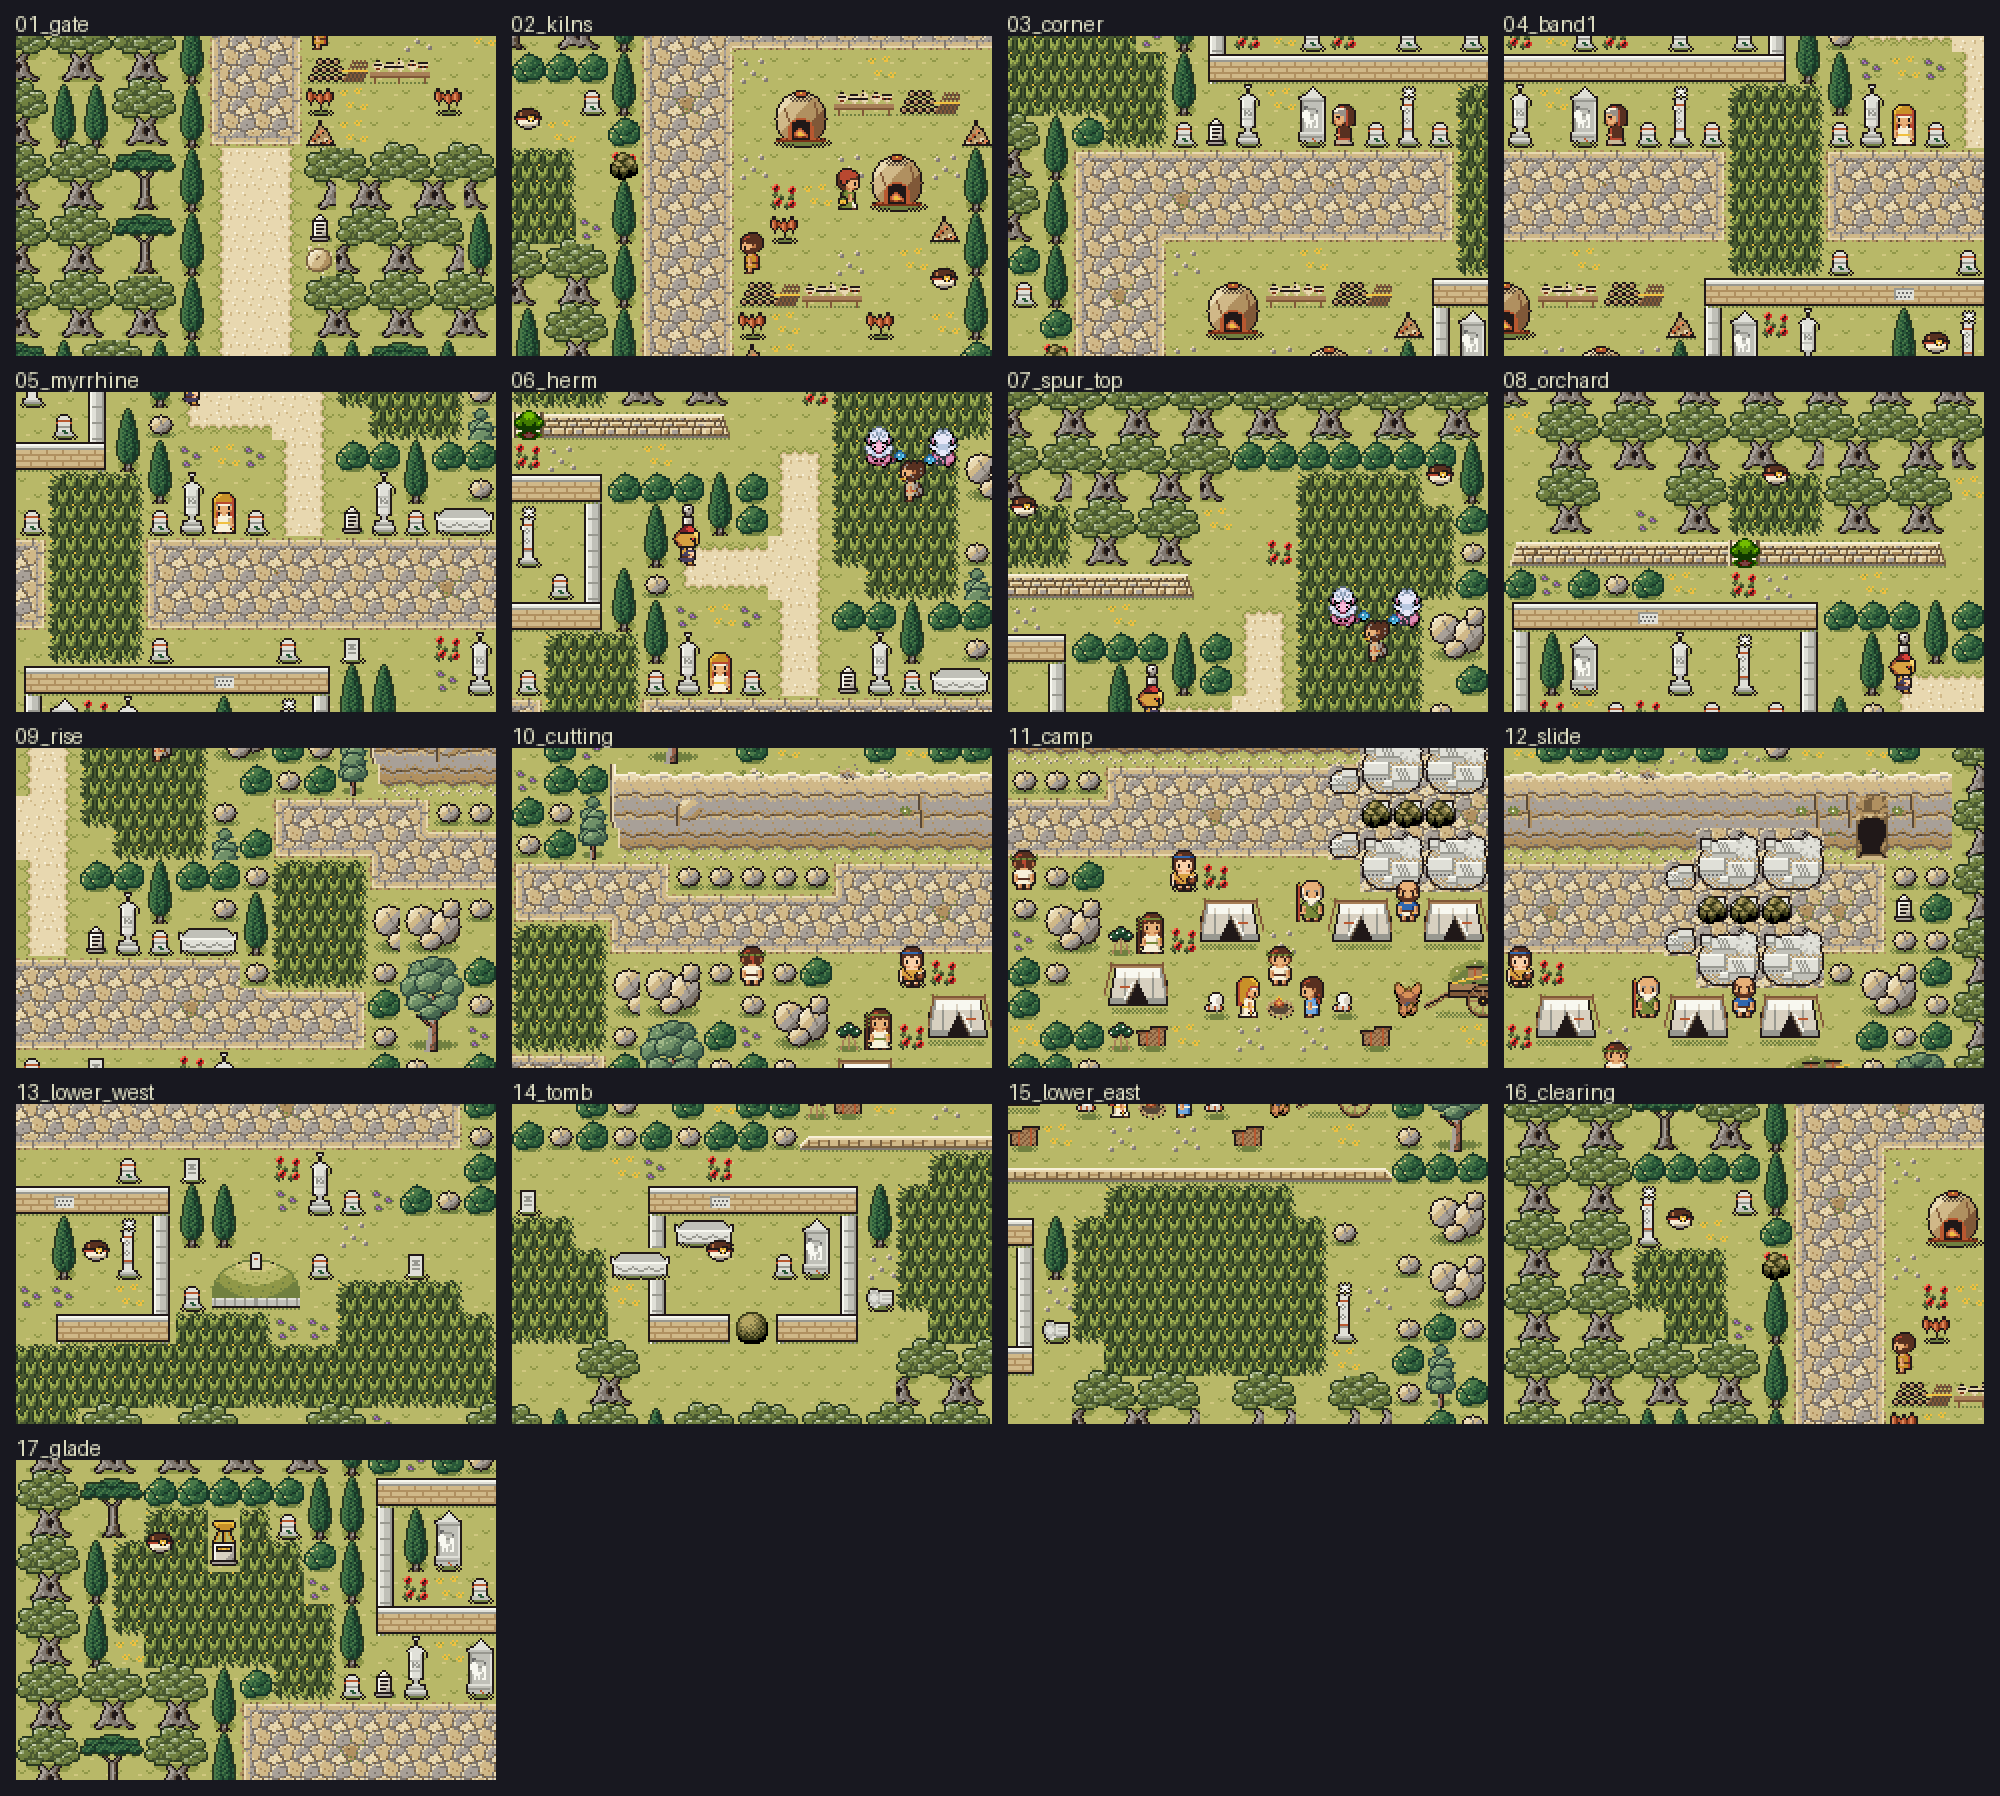 01_gate
02_kilns
03_corner
04_band1
05_myrrhine
06_herm
07_spur_top
08_orchard
09_rise
10_cutting
11_camp
12_slide
13_lower_west
14_tomb
15_lower_east
16_clearing
17_glade